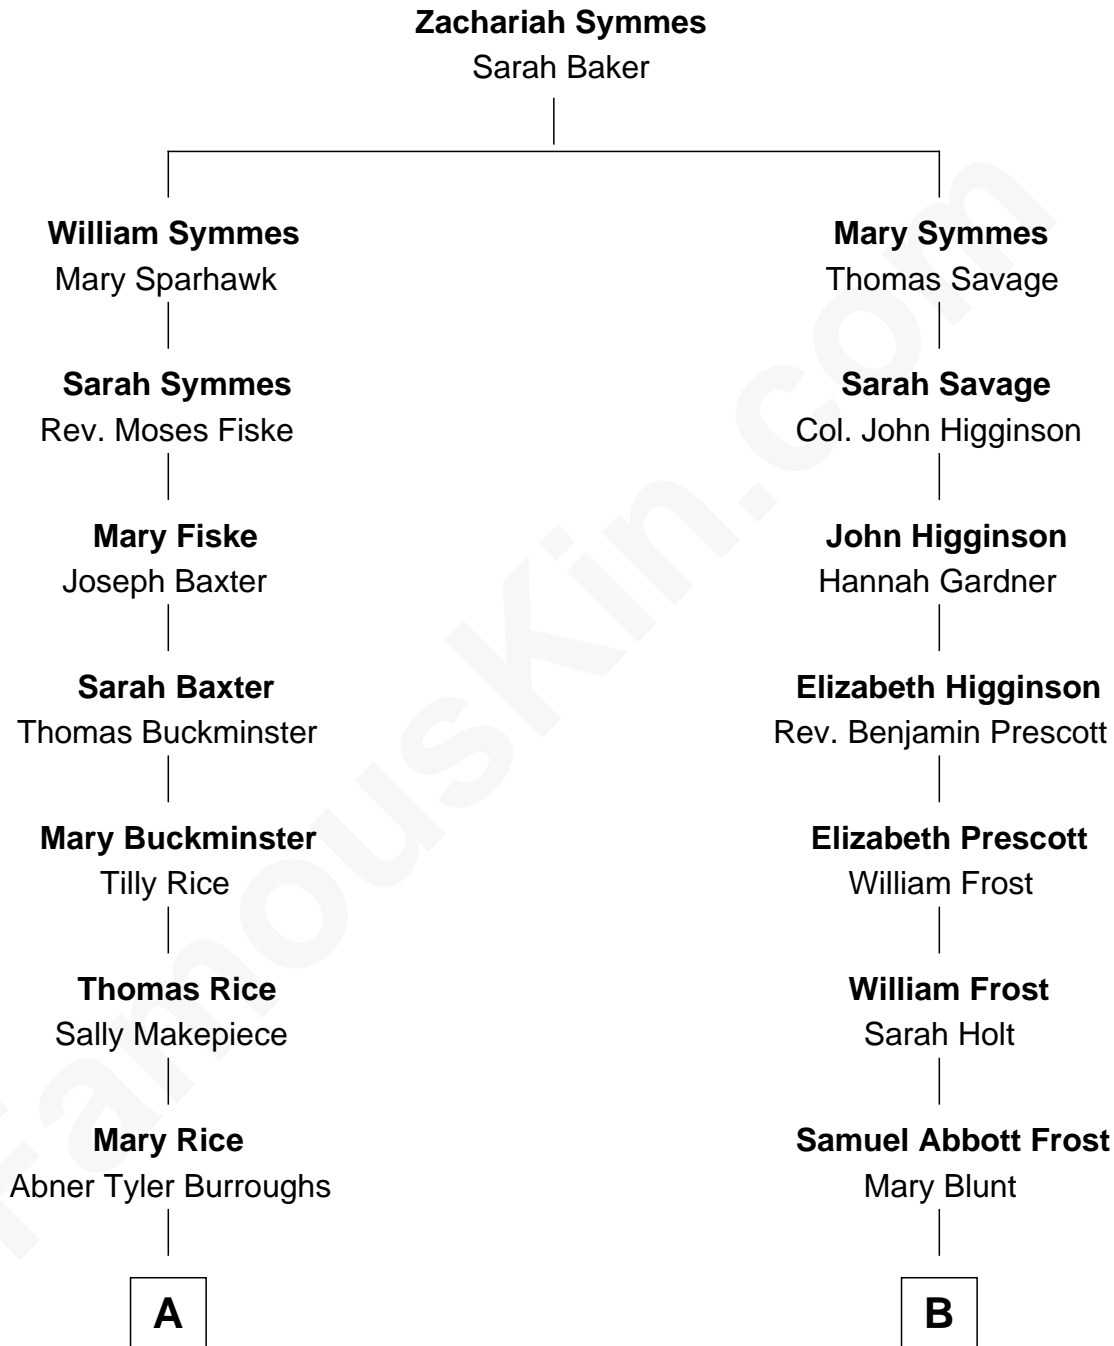 Zachariah Symmes
Sarah Baker
William Symmes
Mary Sparhawk
Mary Symmes
Thomas Savage
Sarah Symmes
Rev. Moses Fiske
Sarah Savage
Col. John Higginson
Mary Fiske
Joseph Baxter
John Higginson
Hannah Gardner
Sarah Baxter
Thomas Buckminster
Elizabeth Higginson
Rev. Benjamin Prescott
Mary Buckminster
Tilly Rice
Elizabeth Prescott
William Frost
Thomas Rice
Sally Makepiece
William Frost
Sarah Holt
Mary Rice
Abner Tyler Burroughs
Samuel Abbott Frost
Mary Blunt
A
B
FamousKin.com